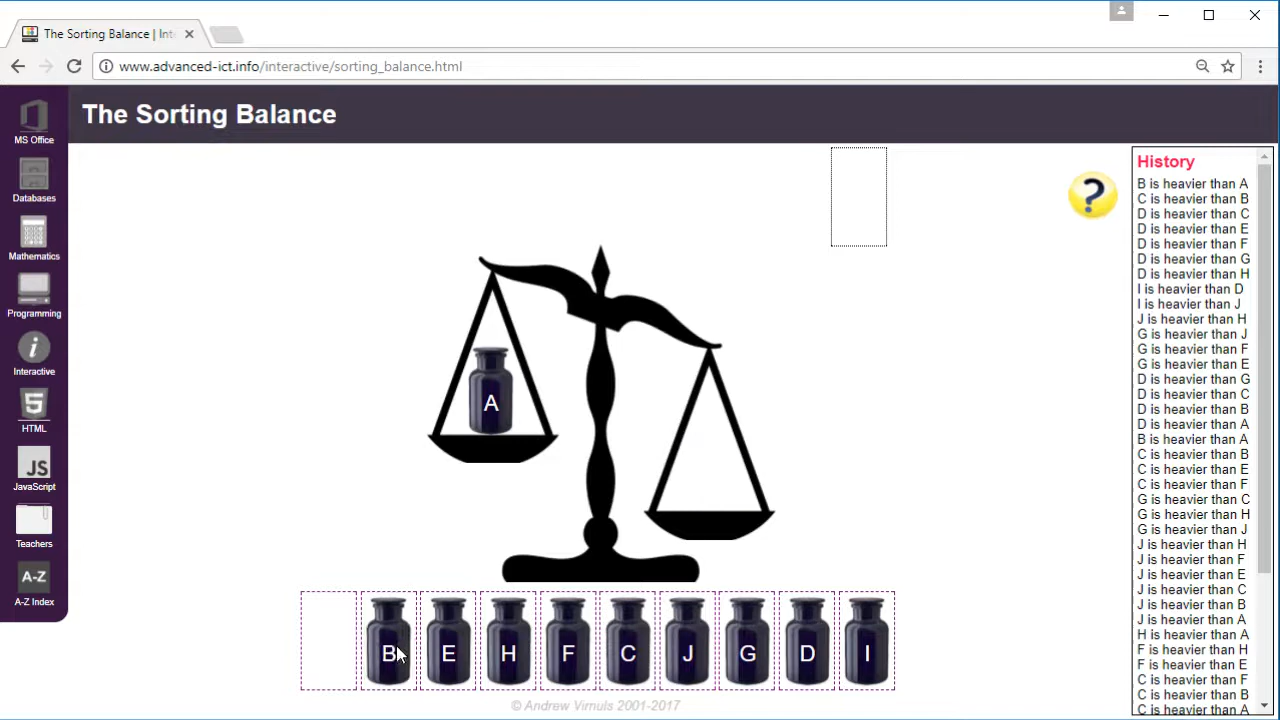 The Sorting Balance | Int
www.advanced-ict.info/interactive/sorting_balance.html
The Sorting Balance
MS Office
Databases
Mathematics
Programming
Interactive
HTML
JS
JavaScript
Teachers
A-Z
A-Z Index
?
A
B E H F C J G D I
© Andrew Virnuls 2001-2017
History
B is heavier than A
C is heavier than B
D is heavier than C
D is heavier than E
D is heavier than F
D is heavier than G
D is heavier than H
I is heavier than D
I is heavier than J
J is heavier than H
G is heavier than J
G is heavier than F
G is heavier than E
D is heavier than G
D is heavier than C
D is heavier than B
D is heavier than A
B is heavier than A
C is heavier than B
C is heavier than E
C is heavier than F
G is heavier than C
G is heavier than H
G is heavier than J
J is heavier than H
J is heavier than F
J is heavier than E
J is heavier than C
J is heavier than B
J is heavier than A
H is heavier than A
F is heavier than H
F is heavier than E
C is heavier than F
C is heavier than B
C is heavier than A